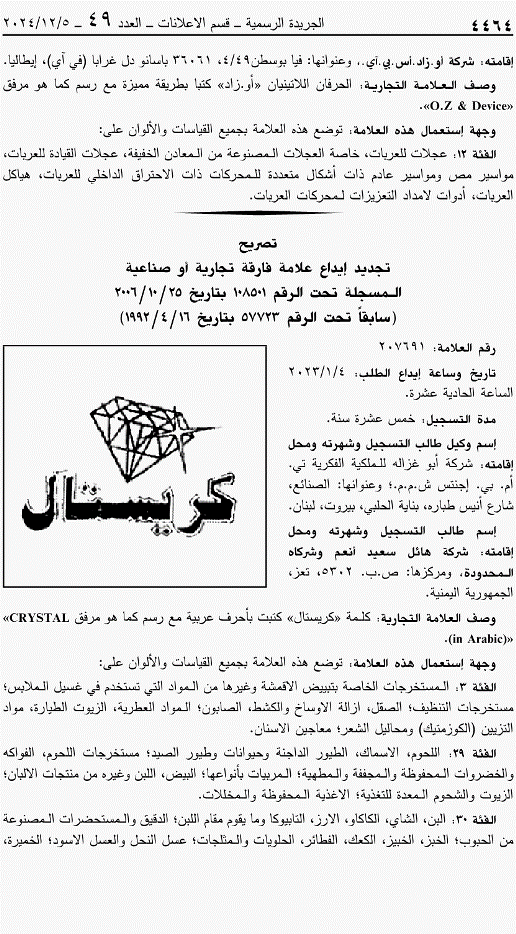 ٤٤٦٤ الجريدة الرسمية ـ قسم الاعلانات ـ العدد ٤٩ ـ ٢٠٢٤/١٢/٥
إقامته: شركة أو.زاد.أس.بي.آي.، وعنوانها: فيا بوسطن٤/٤٩، ٣٦٠٦١ باسانو دل غرابا (في آي)، إيطاليا.
وصف العلامة التجارية: الحرفان اللاتينيان «أو.زاد» كتبا بطريقة مميزة مع رسم كما هو مرفق
«O.Z & Device».
وجهة إستعمال هذه العلامة: توضع هذه العلامة بجميع القياسات والألوان على:
الفئة ١٢: عجلات للعربات، خاصة العجلات المصنوعة من المعادن الخفيفة، عجلات القيادة للعربات،
مواسير مص ومواسير عادم ذات أشكال متعددة للمحركات ذات الاحتراق الداخلي للعربات، هياكل
العربات، أدوات لامداد التعزيزات لمحركات العربات.
تصريح
تجديد إيداع علامة فارقة تجارية أو صناعية
المسجلة تحت الرقم ١٠٨٥٠١ بتاريخ ٢٠٠٦/١٠/٢٥
(سابقاً تحت الرقم ٥٧٧٢٣ بتاريخ ١٩٩٢/٤/١٦)
رقم العلامة: ٢٠٧٦٩١
تاريخ وساعة إيداع الطلب: ٢٠٢٣/١/٤
الساعة الحادية عشرة.
مدة التسجيل: خمس عشرة سنة.
إسم وكيل طالب التسجيل وشهرته ومحل
إقامته: شركة أبو غزاله للملكية الفكرية تي.
أم. بي. إجنتس ش.م.م.؛ وعنوانها: الصنائع،
شارع أنيس طباره، بناية الحلبي، بيروت، لبنان.
إسم طالب التسجيل وشهرته ومحل
إقامته: شركة هائل سعيد أنعم وشركاه
المحدودة، ومركزها: ص.ب. ٥٣٠٢، تعز،
الجمهورية اليمنية.
كريستال
وصف العلامة التجارية: كلمة «كريستال» كتبت بأحرف عربية مع رسم كما هو مرفق «CRYSTAL
(in Arabic)».
وجهة إستعمال هذه العلامة: توضع هذه العلامة بجميع القياسات والألوان على:
الفئة ٣: المستخرجات الخاصة بتبييض الاقمشة وغيرها من المواد التي تستخدم في غسيل الملابس؛
مستخرجات التنظيف؛ الصقل، ازالة الاوساخ والكشط، الصابون؛ المواد العطرية، الزيوت الطيارة، مواد
التزيين (الكوزمتيك) ومحاليل الشعر؛ معاجين الاسنان.
الفئة ٢٩: اللحوم، الاسماك، الطيور الداجنة وحيوانات وطيور الصيد؛ مستخرجات اللحوم، الفواكه
والخضروات المحفوظة والمجففة والمطهية؛ المربيات بأنواعها؛ البيض، اللبن وغيره من منتجات الالبان؛
الزيوت والشحوم المعدة للتغذية؛ الاغذية المحفوظة والمخللات.
الفئة ٣٠: البن، الشاي، الكاكاو، الارز، التابيوكا وما يقوم مقام اللبن؛ الدقيق والمستحضرات المصنوعة
من الحبوب؛ الخبز، الخبيز، الكعك، الفطائر، الحلويات والمثلجات؛ عسل النحل والعسل الاسود؛ الخميرة،